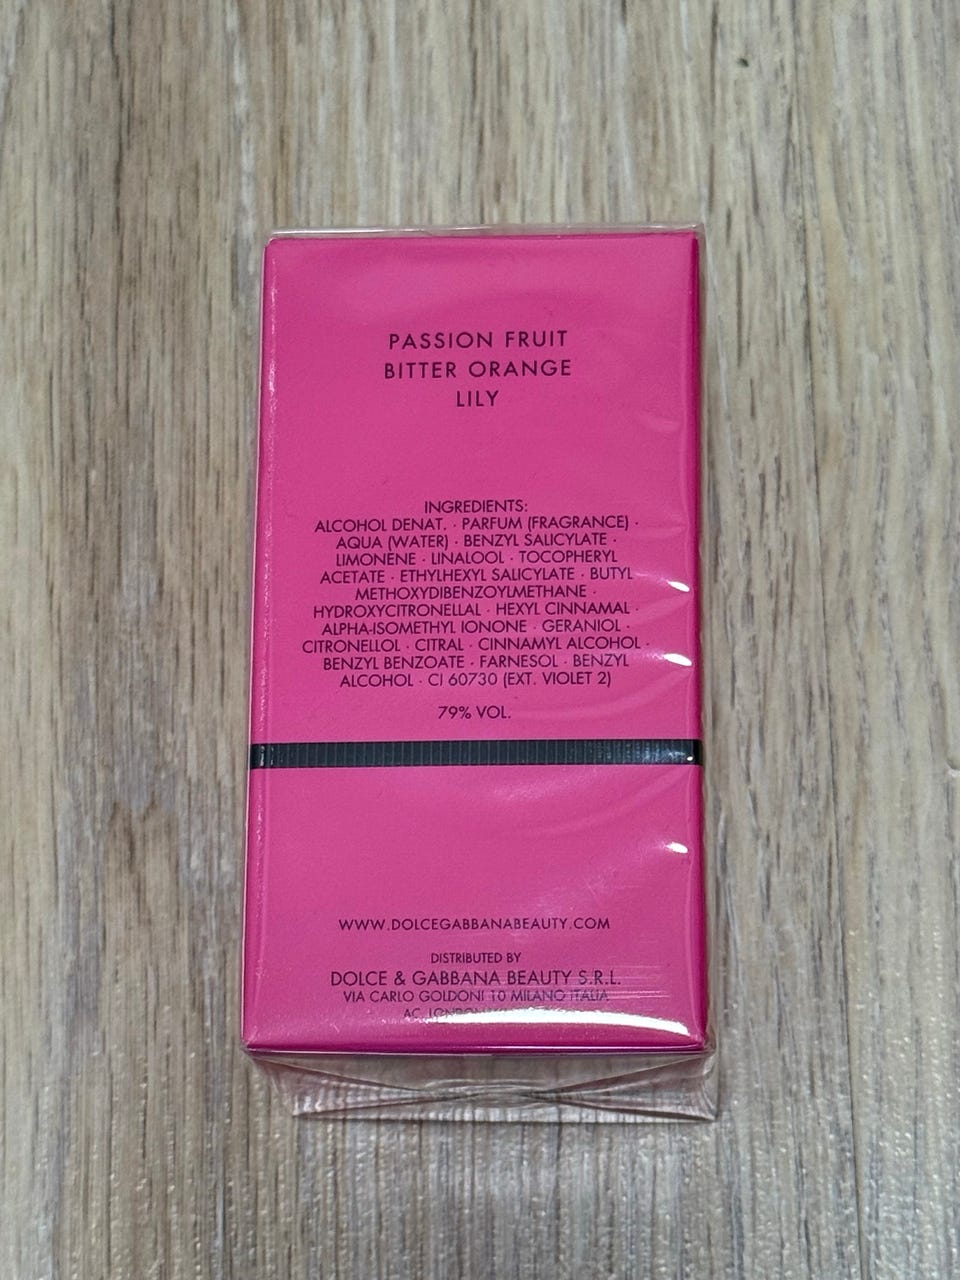 PASSION FRUIT
BITTER ORANGE
LILY
INGREDIENTS:
ALCOHOL DENAT. · PARFUM (FRAGRANCE) ·
AQUA (WATER) · BENZYL SALICYLATE ·
LIMONENE · LINALOOL · TOCOPHERYL
ACETATE · ETHYLHEXYL SALICYLATE · BUTYL
METHOXYDIBENZOYLMETHANE ·
HYDROXYCITRONELLAL · HEXYL CINNAMAL ·
ALPHA-ISOMETHYL IONONE · GERANIOL ·
CITRONELLOL · CITRAL · CINNAMYL ALCOHOL ·
BENZYL BENZOATE · FARNESOL · BENZYL
ALCOHOL · CI 60730 (EXT. VIOLET 2)
79% VOL.
WWW.DOLCEGABBANABEAUTY.COM
DISTRIBUTED BY
DOLCE & GABBANA BEAUTY S.R.L.
VIA CARLO GOLDONI 10 MILANO ITALIA
AC. LONDON